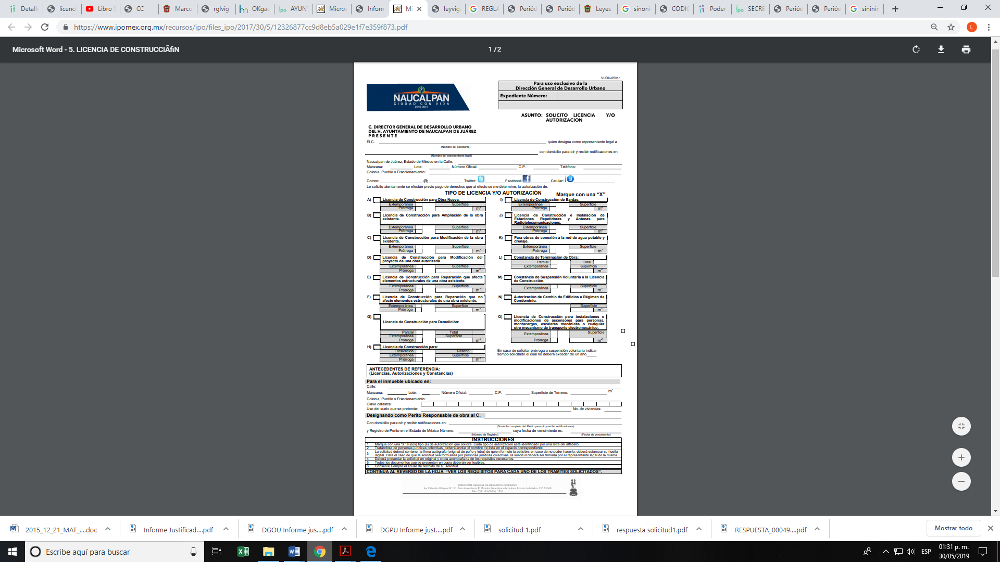 Detall
licenci
Libro S
CC
Marco
rglvig
OKgac
AYUN
Micros
Inform
Mi
leyvig
REGLA
Periód
Periód
Leyes
sinoni
CODIC
Poder
SECRE
Periód
Periód
sininim
https://www.ipomex.org.mx/recursos/ipo/files_ipo/2017/30/5/12326877cc9d8eb5a029e1f7e359f873.pdf
L
Microsoft Word - 5. LICENCIA DE CONSTRUCCIÃfiN
1 / 2
VUDU-05/V.1
NAUCALPAN
CIUDAD CON VIDA
2016-2018
Para uso exclusivo de la
Dirección General de Desarrollo Urbano
Expediente Número:
ASUNTO: SOLICITO LICENCIA Y/O
AUTORIZACION
C. DIRECTOR GENERAL DE DESARROLLO URBANO
DEL H. AYUNTAMIENTO DE NAUCALPAN DE JUÁREZ
P R E S E N T E
El C. quien designa como representante legal a
(Nombre del solicitante)
con domicilio para oír y recibir notificaciones en
(Nombre del representante legal)
Naucalpan de Juárez, Estado de México en la Calle:
Manzana: Lote: Número Oficial: C.P. Teléfono:
Colonia, Pueblo o Fraccionamiento:
Correo: @ Twitter: Facebook: Celular:
Le solicito atentamente se efectúe previo pago de derechos que al efecto se me determine, la autorización de:
TIPO DE LICENCIA Y/O AUTORIZACION Marque con una “X”
A) Licencia de Construcción para Obra Nueva.
Extemporánea Superficie
Prórroga m²
B) Licencia de Construcción para Ampliación de la obra
existente.
Extemporánea Superficie
Prórroga m²
C) Licencia de Construcción para Modificación de la obra
existente.
Extemporánea Superficie
Prórroga m²
D) Licencia de Construcción para Modificación del
proyecto de una obra autorizada.
Extemporánea Superficie
Prórroga m²
E) Licencia de Construcción para Reparación que afecte
elementos estructurales de una obra existente.
Extemporánea Superficie
Prórroga m²
F) Licencia de Construcción para Reparación que no
afecte elementos estructurales de una obra existente.
Extemporánea Superficie
Prórroga m²
G) Licencia de Construcción para Demolición:
Parcial Total
Extemporánea Superficie
Prórroga m²
H) Licencia de Construcción para:
Excavación Relleno
Extemporánea Superficie
Prórroga m²
I) Licencia de Construcción de Bardas.
Extemporánea Superficie
Prórroga m²
J) Licencia de Construcción e Instalación de
Estaciones Repetidoras y Antenas para
Radiotelecomunicaciones.
Extemporánea Superficie
Prórroga m²
K) Para obras de conexión a la red de agua potable y
drenaje.
Extemporánea Superficie
Prórroga m²
L) Constancia de Terminación de Obra:
Parcial Total
Extemporánea Superficie
m²
M) Constancia de Suspensión Voluntaria a la Licencia
de Construcción.
Extemporánea Superficie
m²
N) Autorización de Cambio de Edificios a Régimen de
Condominio.
Superficie
m²
O) Licencia de Construcción para instalaciones o
modificaciones de ascensores para personas,
montacargas, escaleras mecánicas o cualquier
otro mecanismo de transporte electromecánico.
Extemporánea Superficie
Prórroga m²
En caso de solicitar prórroga o suspensión voluntaria indicar
tiempo solicitado el cual no deberá exceder de un año_____
ANTECEDENTES DE REFERENCIA:
(Licencias, Autorizaciones y Constancias)
Para el inmueble ubicado en:
Calle:
Manzana: Lote: Número Oficial: C.P. Superficie de Terreno: m²
Colonia, Pueblo o Fraccionamiento:
Clave catastral:
Uso del suelo que se pretende: No. de viviendas:
Designando como Perito Responsable de obra al C.
Con domicilio para oír y recibir notificaciones en:
(Domicilio completo del Perito para oír y recibir notificaciones)
y Registro de Perito en el Estado de México Número: cuya fecha de vencimiento es:
(Número de Registro) (Fecha de vencimiento)
INSTRUCCIONES
1. Marque con una “X” el (los) tipo (s) de autorización que solicita. Cada tipo de autorización está identificado por una letra del alfabeto.
2. Tratándose de personas jurídicas colectivas, deberá anotar el nombre de ésta en el espacio correspondiente.
3. La solicitud deberá contener la firma autógrafa (original de puño y letra) de quien formule la petición, en caso de no poder hacerlo, deberá estampar su huella
digital. Para el caso de que la solicitud sea formulada por personas jurídicas colectivas, la solicitud deberá ser firmada por el representante legal de la misma.
4. Deberá presentar la solicitud en original y copia acompañada de los requisitos necesarios.
5. Todos los documentos que se presenten en copia deberán ser legibles.
6. Conserve siempre el acuse de recibido de su solicitud.
CONTINUA AL REVERSO DE LA HOJA “VER LOS REQUISITOS PARA CADA UNO DE LOS TRAMITES SOLICITADOS”.
DIRECCIÓN GENERAL DE DESARROLLO URBANO
Av. Valle de Jilotepec N°. 31, Fraccionamiento El Mirador, Naucalpan de Juárez, Estado de México. C.P. 53040
2015_12_21_MAT_....doc
Informe Justificad....pdf
DGOU Informe jus....pdf
DGPU Informe just....pdf
solicitud 1.pdf
respuesta solicitud1.pdf
RESPUESTA_00049....pdf
Mostrar todo
Escribe aquí para buscar
ESP
01:31 p. m.
30/05/2019